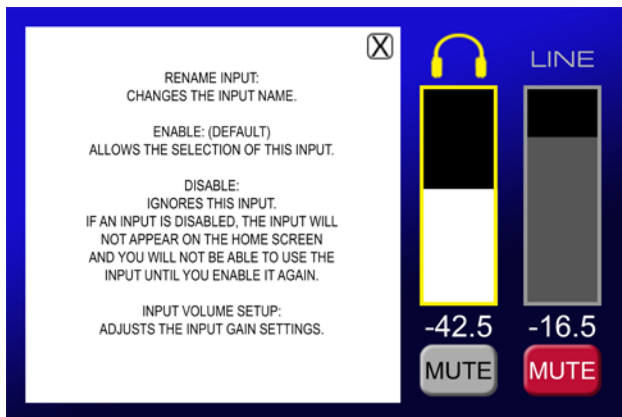 X
RENAME INPUT:
CHANGES THE INPUT NAME.
ENABLE: (DEFAULT)
ALLOWS THE SELECTION OF THIS INPUT.
DISABLE:
IGNORES THIS INPUT.
IF AN INPUT IS DISABLED, THE INPUT WILL
NOT APPEAR ON THE HOME SCREEN
AND YOU WILL NOT BE ABLE TO USE THE
INPUT UNTIL YOU ENABLE IT AGAIN.
INPUT VOLUME SETUP:
ADJUSTS THE INPUT GAIN SETTINGS.
LINE
-42.5 -16.5
MUTE MUTE